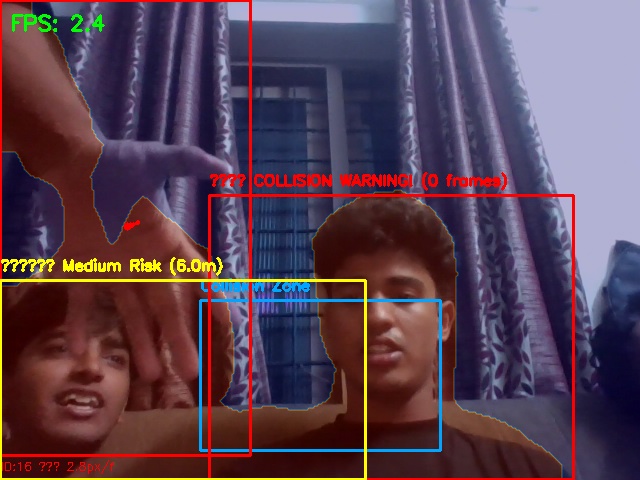 FPS: 2.4
???? COLLISION WARNING! (0 frames)
?????? Medium Risk (6.0m)
Collision Zone
ID:16 ??? 2.8px/f